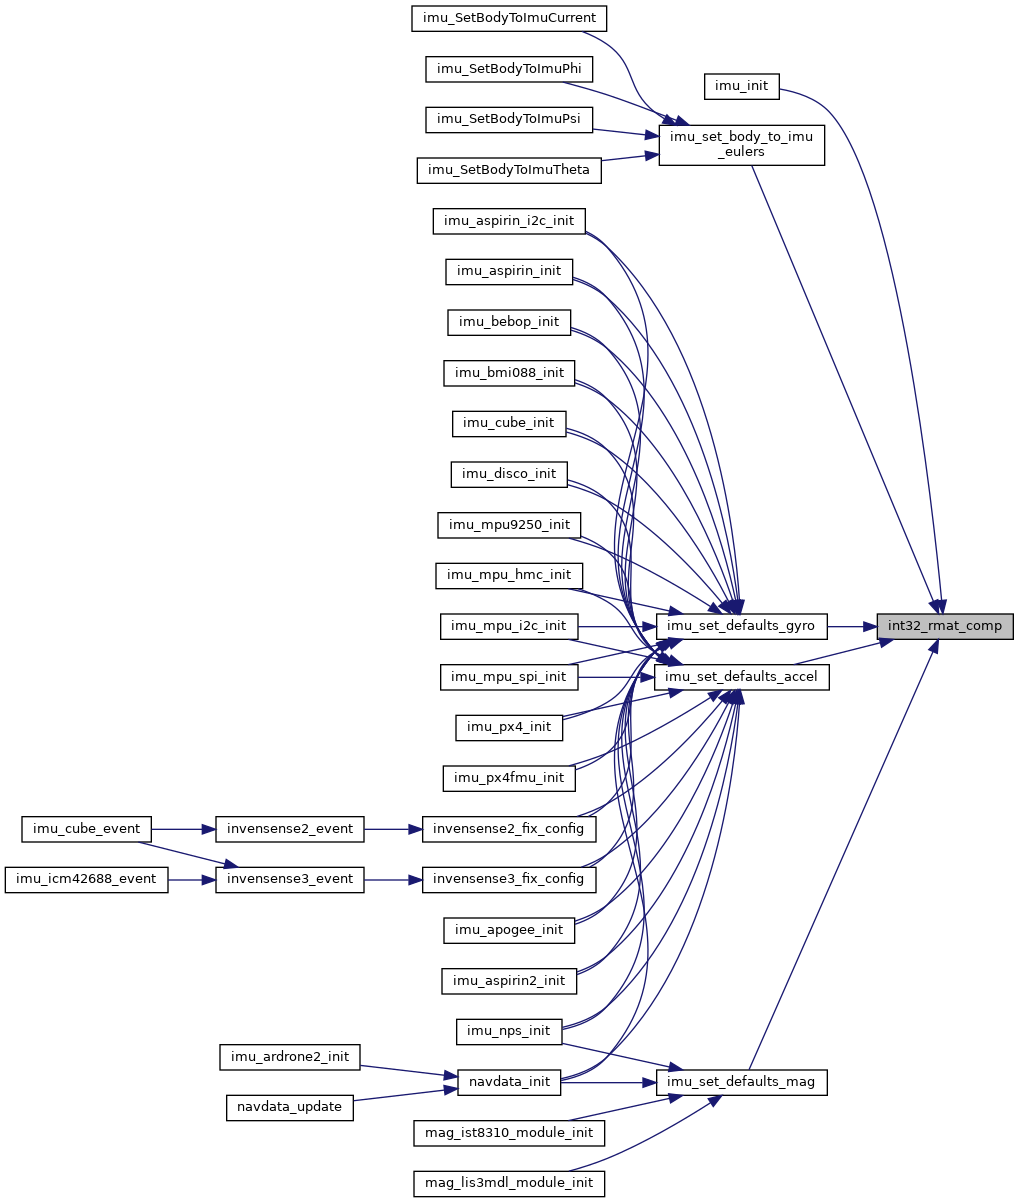 imu_SetBodyToImuCurrent
imu_SetBodyToImuPhi
imu_init
imu_SetBodyToImuPsi
imu_set_body_to_imu
_eulers
imu_SetBodyToImuTheta
imu_aspirin_i2c_init
imu_aspirin_init
imu_bebop_init
imu_bmi088_init
imu_cube_init
imu_disco_init
imu_mpu9250_init
imu_mpu_hmc_init
imu_mpu_i2c_init
imu_set_defaults_gyro
int32_rmat_comp
imu_mpu_spi_init
imu_set_defaults_accel
imu_px4_init
imu_px4fmu_init
imu_cube_event
invensense2_event
invensense2_fix_config
imu_icm42688_event
invensense3_event
invensense3_fix_config
imu_apogee_init
imu_aspirin2_init
imu_nps_init
imu_ardrone2_init
navdata_init
imu_set_defaults_mag
navdata_update
mag_ist8310_module_init
mag_lis3mdl_module_init